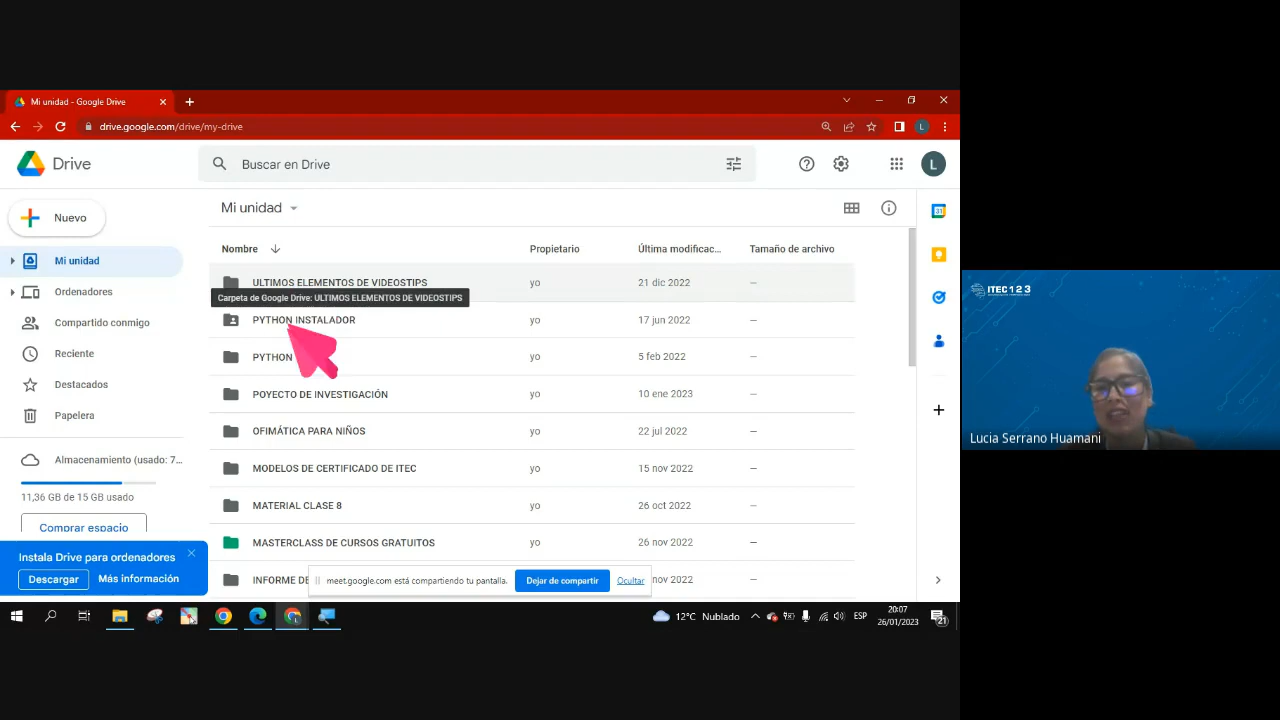 Mi unidad - Google Drive
drive.google.com/drive/my-drive
L
Drive
Buscar en Drive
L
Nuevo
Mi unidad
Ordenadores
Compartido conmigo
Reciente
Destacados
Papelera
Almacenamiento (usado: 7...
11,36 GB de 15 GB usado
Comprar espacio
Instala Drive para ordenadores
Descargar Más información
Mi unidad
Nombre Propietario Última modificac... Tamaño de archivo
ULTIMOS ELEMENTOS DE VIDEOSTIPS yo 21 dic 2022 —
Carpeta de Google Drive: ULTIMOS ELEMENTOS DE VIDEOSTIPS
PYTHON INSTALADOR yo 17 jun 2022 —
PYTHON yo 5 feb 2022 —
POYECTO DE INVESTIGACIÓN yo 10 ene 2023 —
OFIMÁTICA PARA NIÑOS yo 22 jul 2022 —
MODELOS DE CERTIFICADO DE ITEC yo 15 nov 2022 —
MATERIAL CLASE 8 yo 26 oct 2022 —
MASTERCLASS DE CURSOS GRATUITOS yo 26 nov 2022 —
INFORME DE nov 2022 —
meet.google.com está compartiendo tu pantalla. Dejar de compartir Ocultar
31
12°C Nublado ESP 20:07
26/01/2023
21
ITEC 1 2 3
Lucia Serrano Huamani